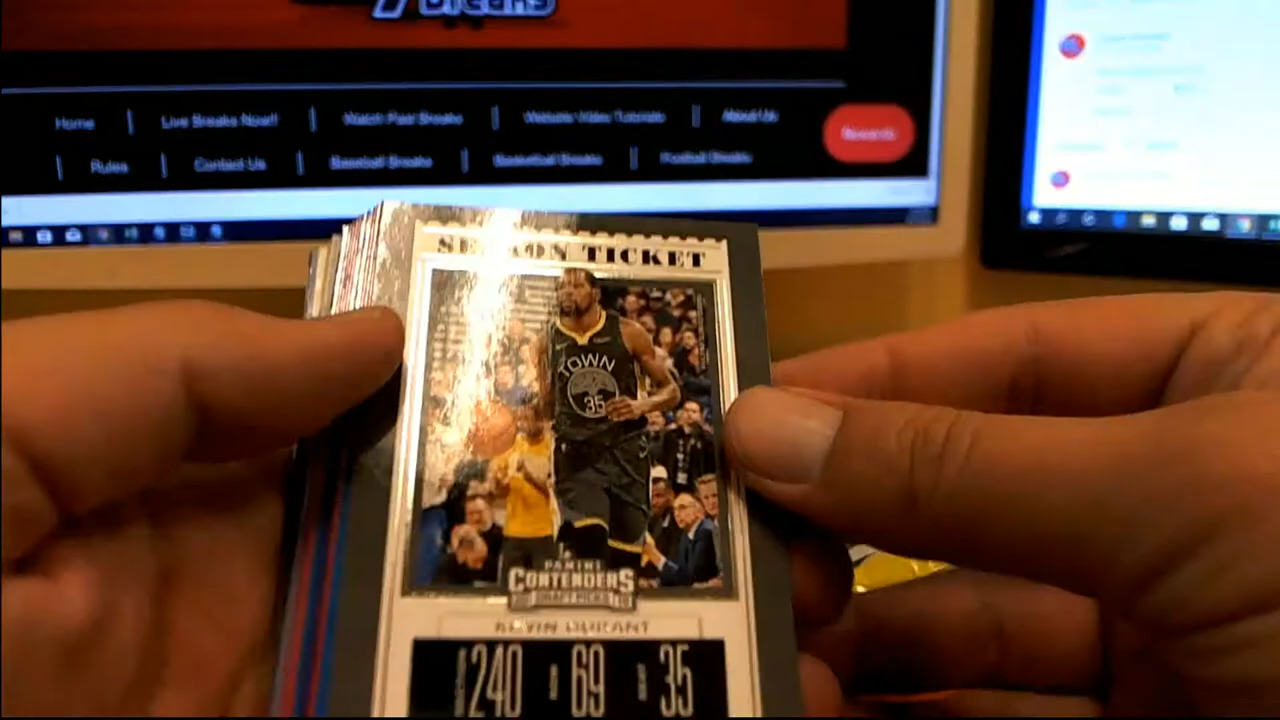 Home | Live Breaks Now!! | Watch Past Breaks | Website Video Tutorials | About Us
| Rules | Contact Us | Baseball Breaks | Basketball Breaks | Football Breaks
Rewards
SEASON TICKET
TOWN
35
PANINI
CONTENDERS
DRAFT PICKS
KEVIN DURANT
240 69 35